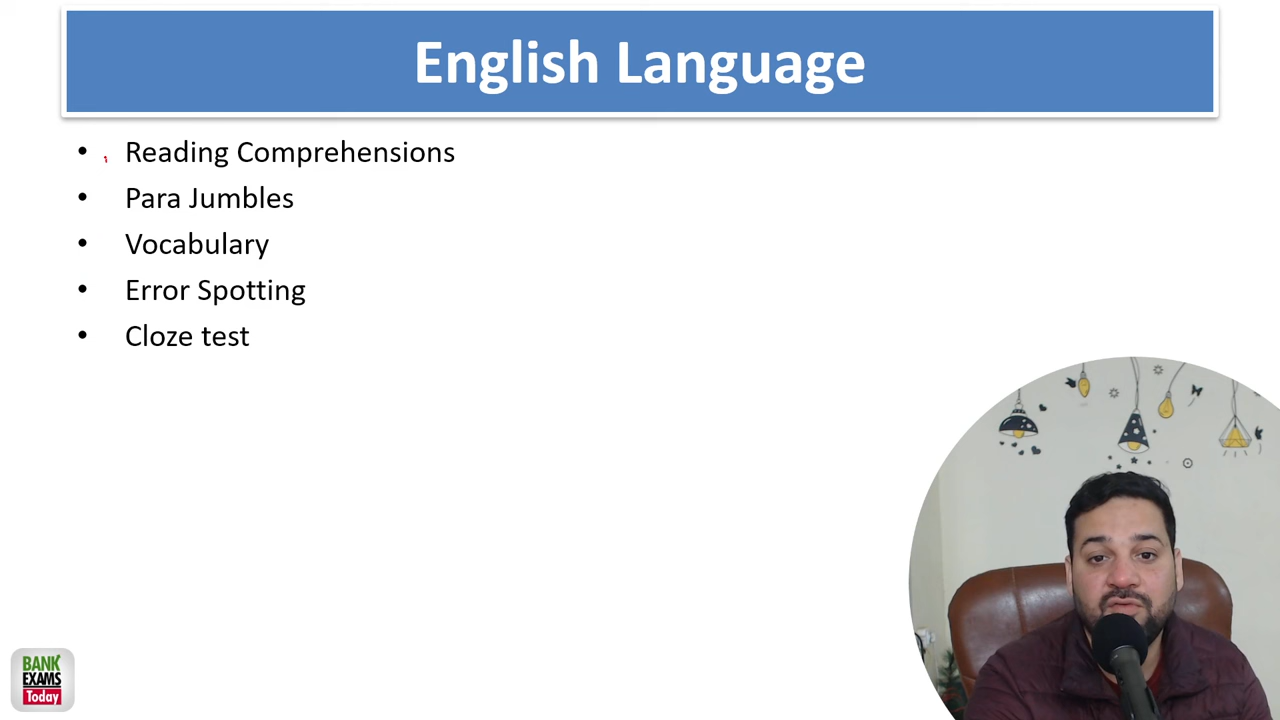 English Language
• Reading Comprehensions
• Para Jumbles
• Vocabulary
• Error Spotting
• Cloze test
BANK
EXAMS
Today